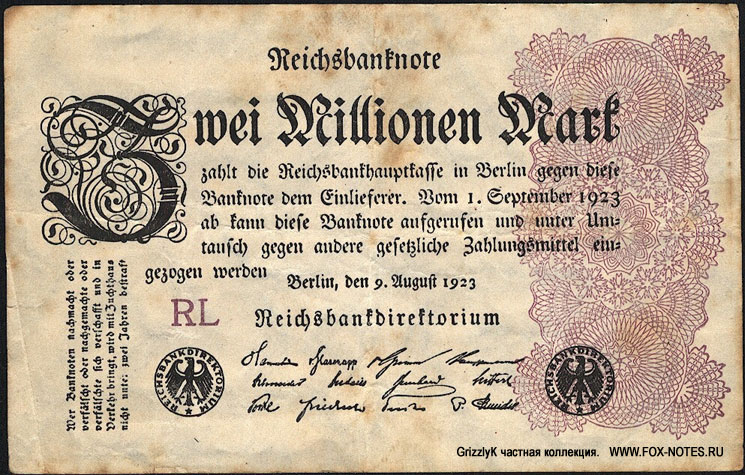 Reichsbanknote
Zwei Millionen Mark
zahlt die Reichsbankhauptkasse in Berlin gegen diese
Banknote dem Einlieferer. Vom 1. September 1923
ab kann diese Banknote aufgerufen und unter Um=
tausch gegen andere gesetzliche Zahlungsmittel ein=
gezogen werden
Berlin, den 9. August 1923
RL
Reichsbankdirektorium
Wer Banknoten nachmacht oder
verfälscht oder nachgemachte oder
verfälschte sich verschafft und in
Verkehr bringt, wird mit Zuchthaus
nicht unter zwei Jahren bestraft
REICHSBANKDIREKTORIUM
REICHSBANKDIREKTORIUM
GrizzlyK частная коллекция. WWW.FOX-NOTES.RU